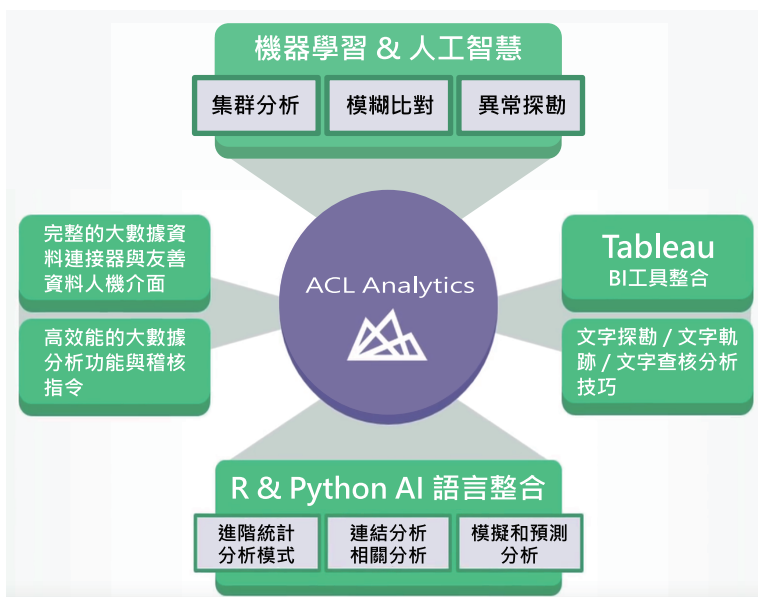 機器學習 & 人工智慧
集群分析
模糊比對
異常探勘
完整的大數據資
料連接器與友善
資料人機介面
高效能的大數據
分析功能與稽核
指令
ACL Analytics
Tableau
BI工具整合
文字探勘 / 文字軌
跡 / 文字查核分析
技巧
R & Python AI 語言整合
進階統計
分析模式
連結分析
相關分析
模擬和預測
分析